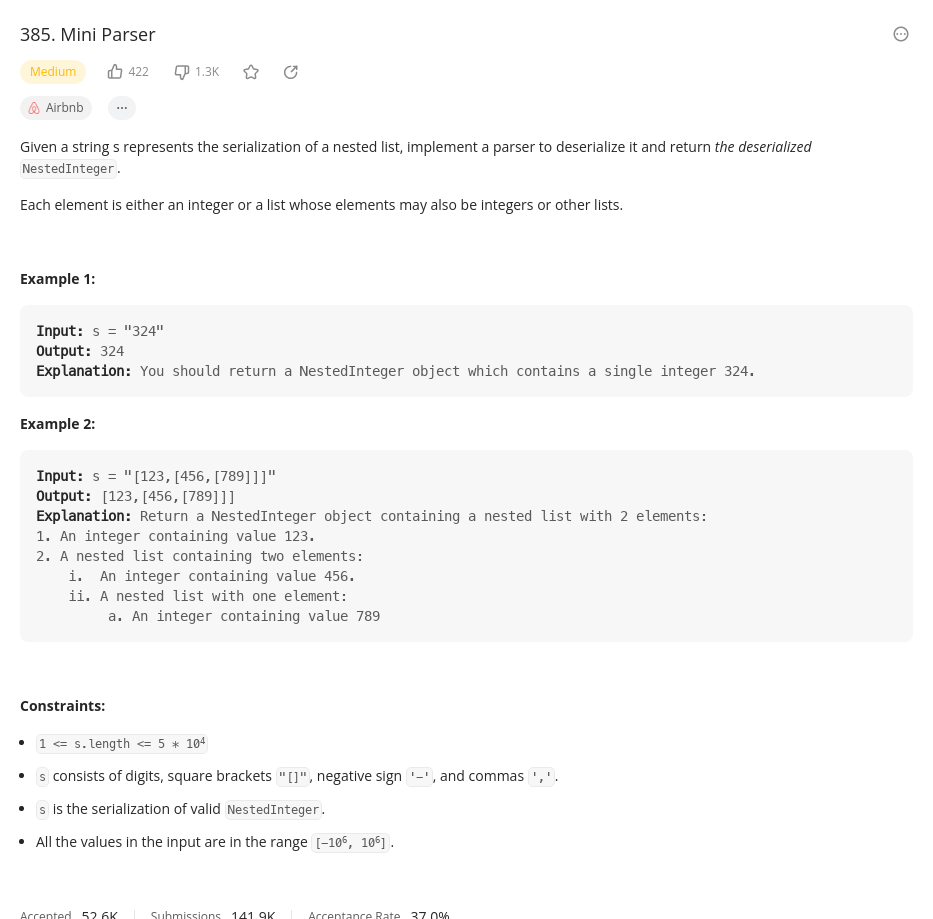 385. Mini Parser
Medium 422 1.3K
Airbnb ...
Given a string s represents the serialization of a nested list, implement a parser to deserialize it and return the deserialized
NestedInteger.
Each element is either an integer or a list whose elements may also be integers or other lists.
Example 1:
Input: s = "324"
Output: 324
Explanation: You should return a NestedInteger object which contains a single integer 324.
Example 2:
Input: s = "[123,[456,[789]]]"
Output: [123,[456,[789]]]
Explanation: Return a NestedInteger object containing a nested list with 2 elements:
1. An integer containing value 123.
2. A nested list containing two elements:
i. An integer containing value 456.
ii. A nested list with one element:
a. An integer containing value 789
Constraints:
• 1 <= s.length <= 5 * 10⁴
• s consists of digits, square brackets "[]", negative sign '-', and commas ','.
• s is the serialization of valid NestedInteger.
• All the values in the input are in the range [-10⁶, 10⁶].
Accepted 52.6K Submissions 141.9K Acceptance Rate 37.0%